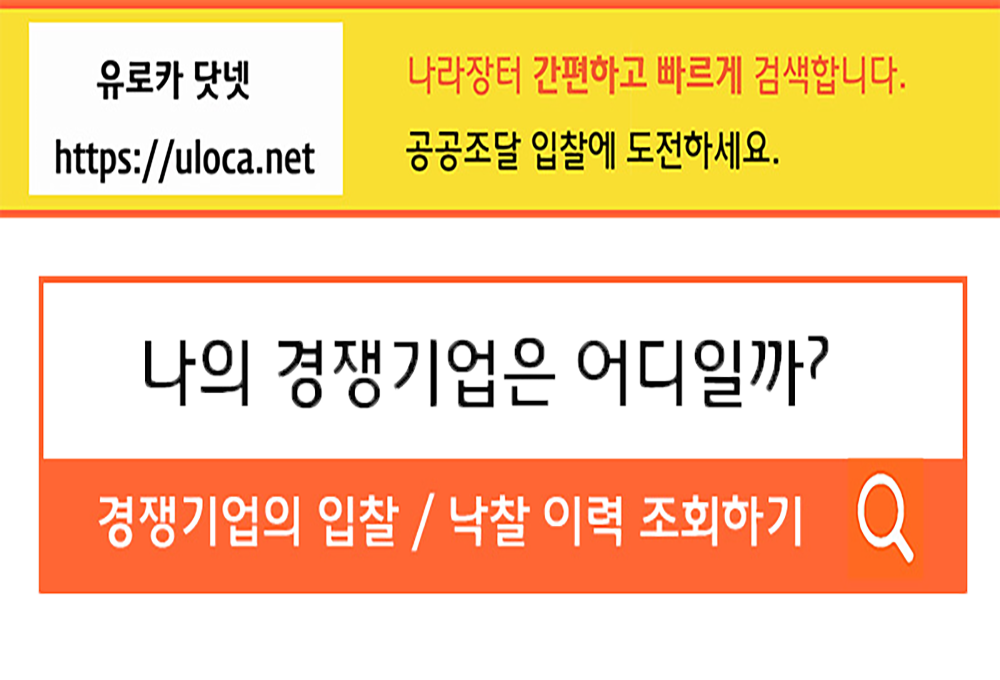 유로카 닷넷
https://uloca.net
나라장터 간편하고 빠르게 검색합니다.
공공조달 입찰에 도전하세요.
나의 경쟁기업은 어디일까?
경쟁기업의 입찰 / 낙찰 이력 조회하기